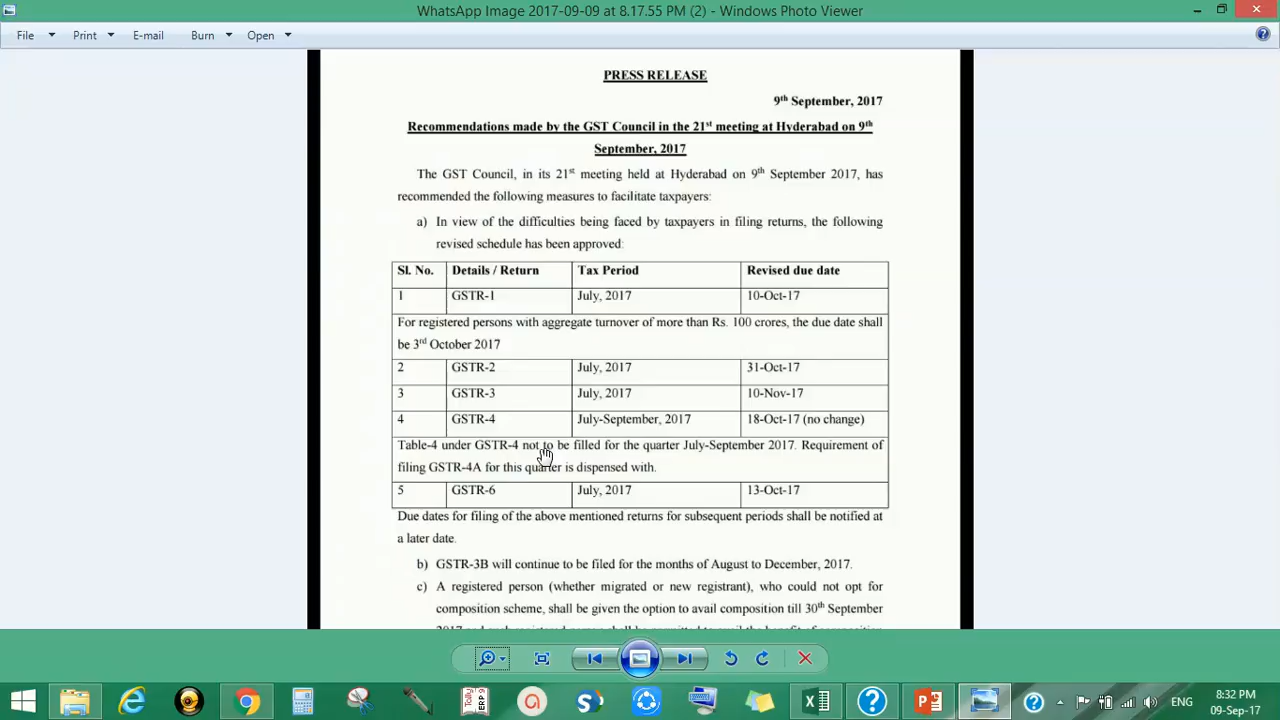 WhatsApp Image 2017-09-09 at 8.17.55 PM (2) - Windows Photo Viewer
File Print E-mail Burn Open
PRESS RELEASE
9th September, 2017
Recommendations made by the GST Council in the 21st meeting at Hyderabad on 9th
September, 2017
The GST Council, in its 21st meeting held at Hyderabad on 9th September 2017, has
recommended the following measures to facilitate taxpayers:
a) In view of the difficulties being faced by taxpayers in filing returns, the following
revised schedule has been approved:
Sl. No. Details / Return Tax Period Revised due date
1 GSTR-1 July, 2017 10-Oct-17
For registered persons with aggregate turnover of more than Rs. 100 crores, the due date shall
be 3rd October 2017
2 GSTR-2 July, 2017 31-Oct-17
3 GSTR-3 July, 2017 10-Nov-17
4 GSTR-4 July-September, 2017 18-Oct-17 (no change)
Table-4 under GSTR-4 not to be filled for the quarter July-September 2017. Requirement of
filing GSTR-4A for this quarter is dispensed with.
5 GSTR-6 July, 2017 13-Oct-17
Due dates for filing of the above mentioned returns for subsequent periods shall be notified at
a later date.
b) GSTR-3B will continue to be filed for the months of August to December, 2017.
c) A registered person (whether migrated or new registrant), who could not opt for
composition scheme, shall be given the option to avail composition till 30th September
ENG
8:32 PM
09-Sep-17